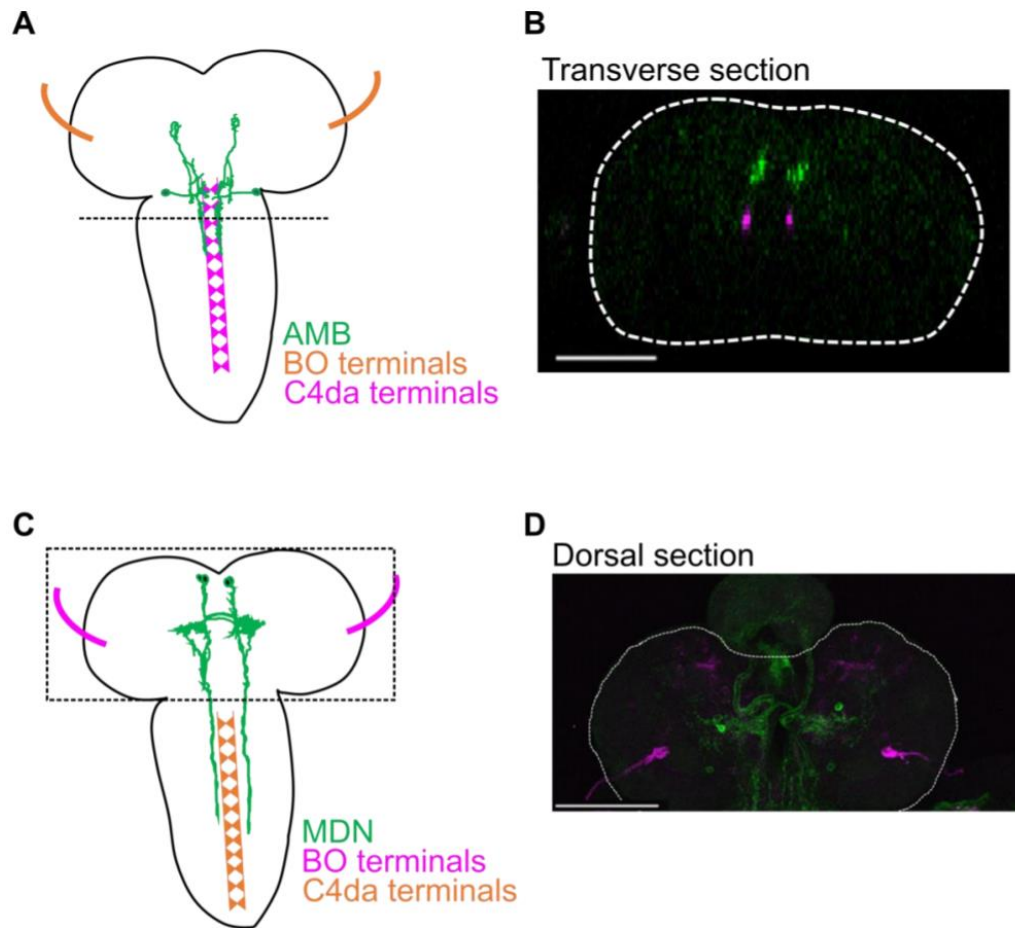 A
AMB
BO terminals
C4da terminals
B
Transverse section
C
MDN
BO terminals
C4da terminals
D
Dorsal section